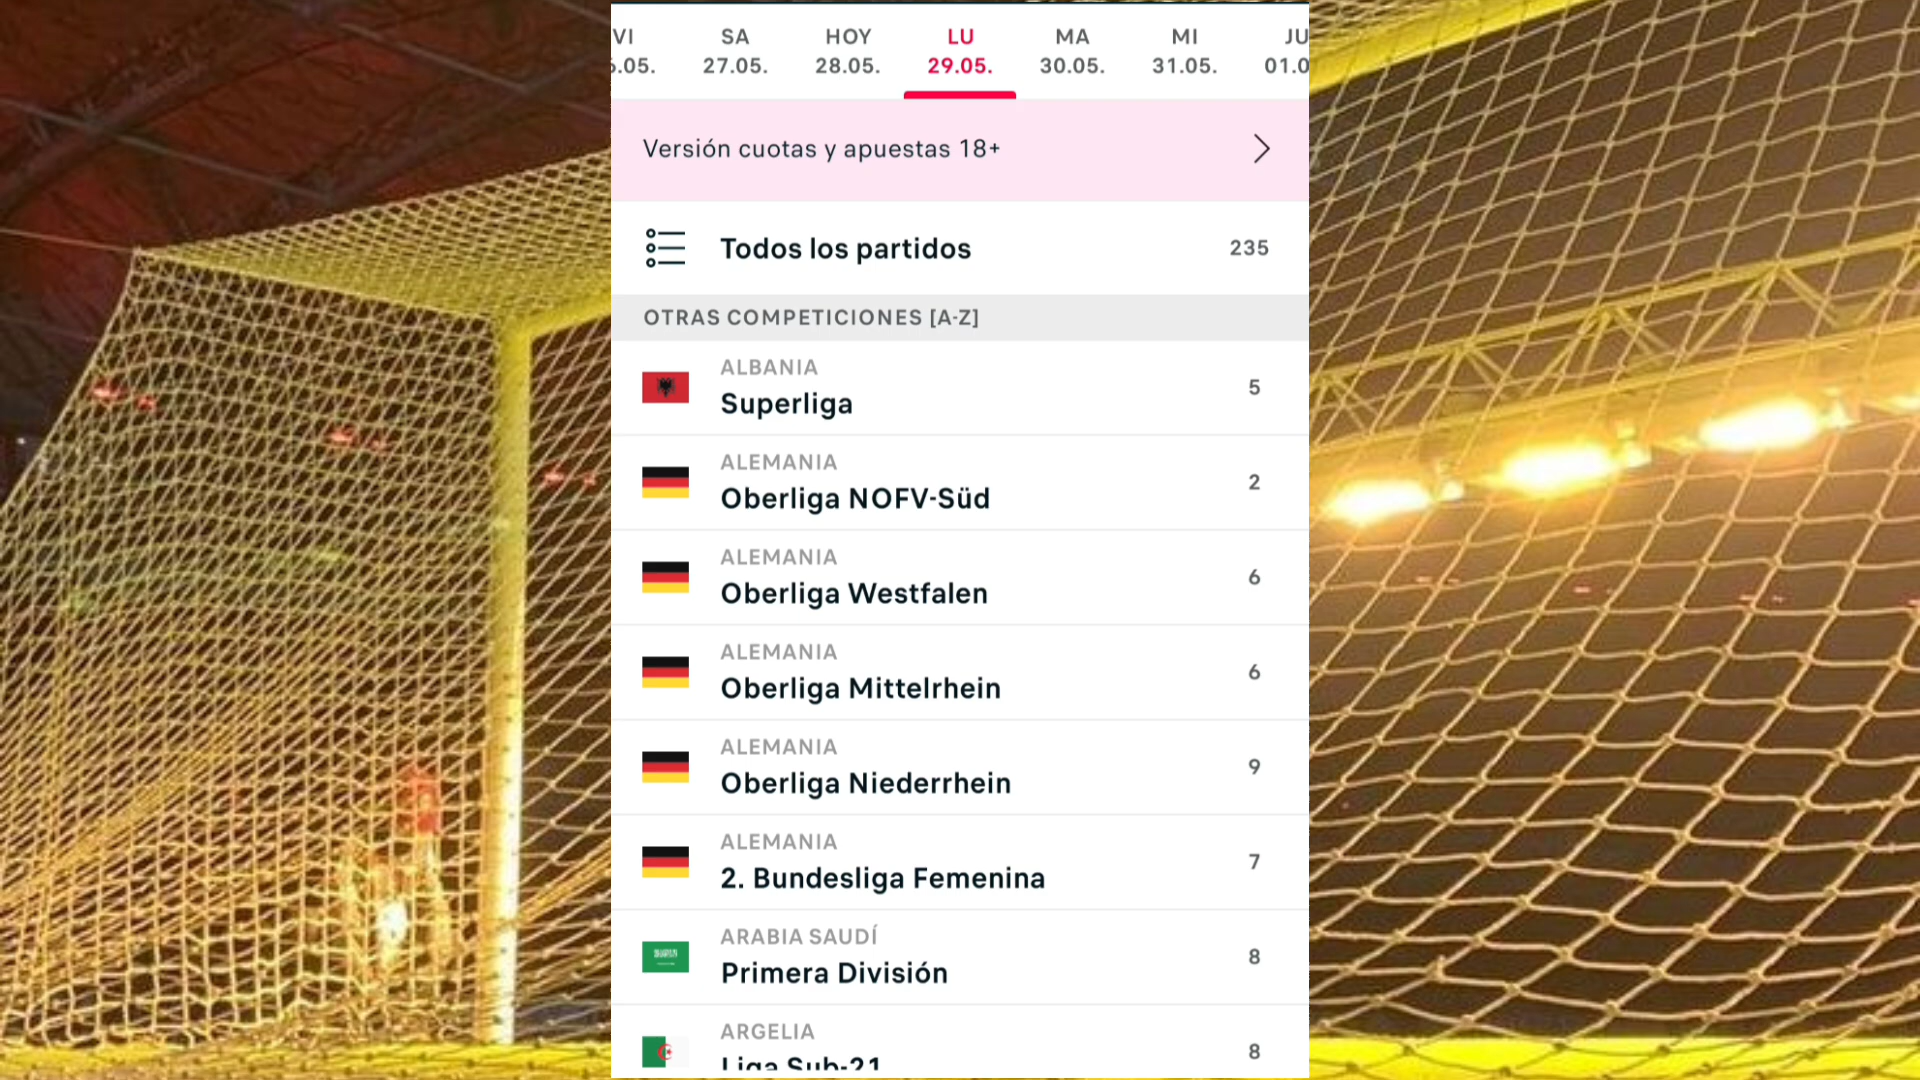 VI SA HOY LU MA MI JU
.05. 27.05. 28.05. 29.05. 30.05. 31.05. 01.0
Versión cuotas y apuestas 18+
Todos los partidos 235
OTRAS COMPETICIONES [A-Z]
ALBANIA
Superliga 5
ALEMANIA
Oberliga NOFV-Süd 2
ALEMANIA
Oberliga Westfalen 6
ALEMANIA
Oberliga Mittelrhein 6
ALEMANIA
Oberliga Niederrhein 9
ALEMANIA
2. Bundesliga Femenina 7
ARABIA SAUDÍ
Primera División 8
ARGELIA
Liga Sub-21 8